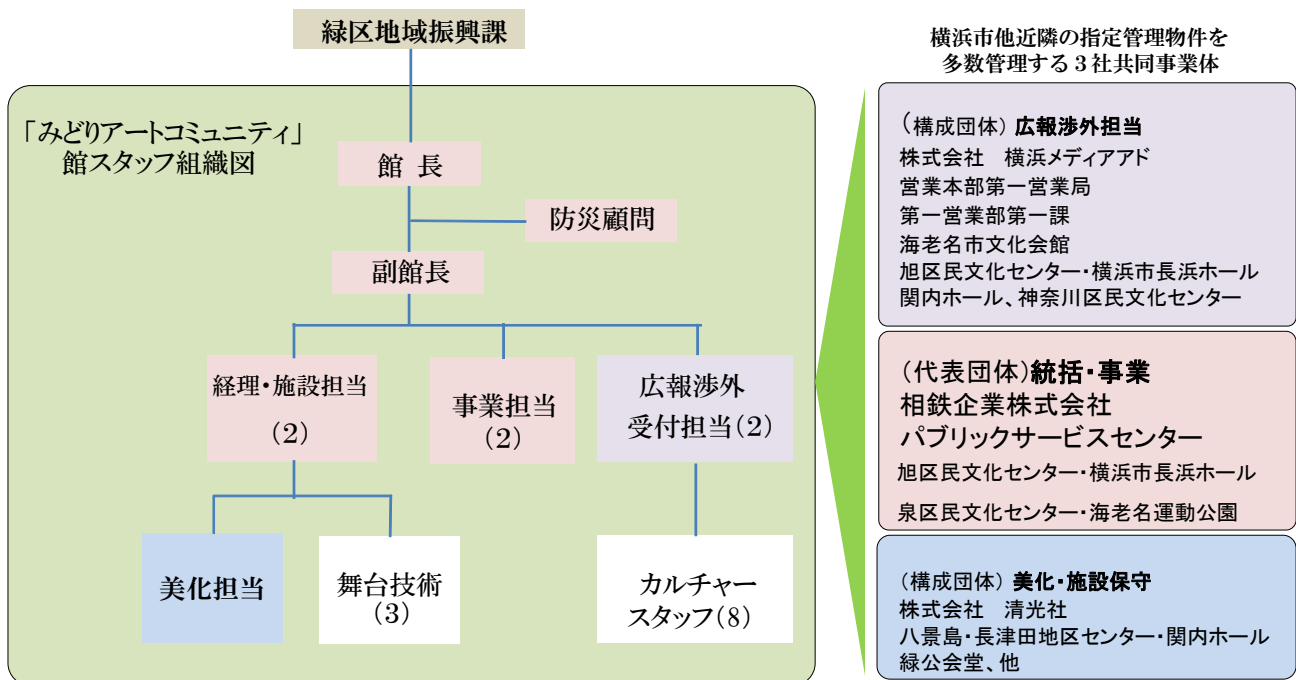 緑区地域振興課
「みどりアートコミュニティ」
館スタッフ組織図
館 長
防災顧問
副館長
経理・施設担当
(2)
事業担当
(2)
広報渉外
受付担当(2)
美化担当
舞台技術
(3)
カルチャー
スタッフ(8)
横浜市他近隣の指定管理物件を
多数管理する3社共同事業体
(構成団体) 広報渉外担当
株式会社 横浜メディアアド
営業本部第一営業局
第一営業部第一課
海老名市文化会館
旭区民文化センター・横浜市長浜ホール
関内ホール、神奈川区民文化センター
(代表団体)統括・事業
相鉄企業株式会社
パブリックサービスセンター
旭区民文化センター・横浜市長浜ホール
泉区民文化センター・海老名運動公園
(構成団体) 美化・施設保守
株式会社 清光社
八景島・長津田地区センター・関内ホール
緑公会堂、他